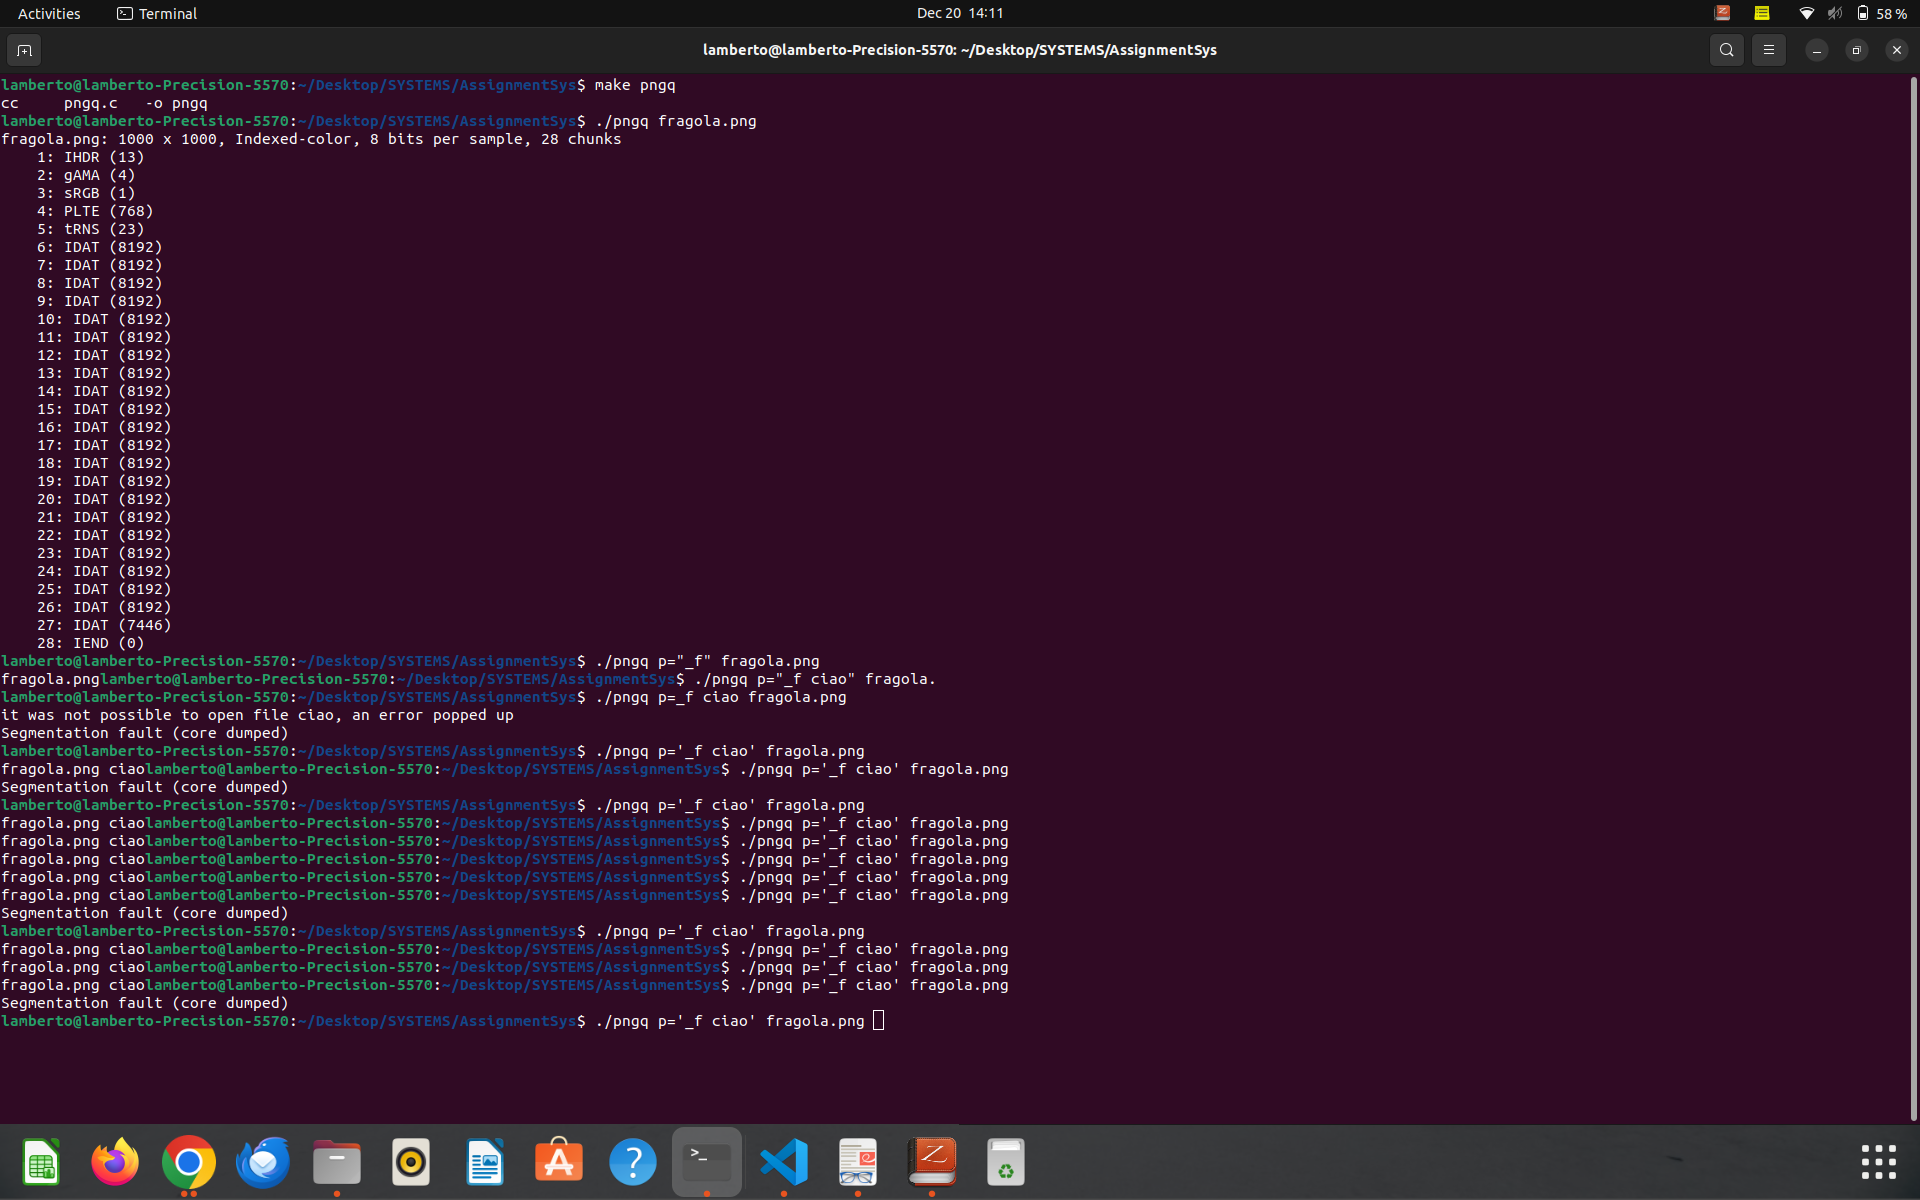 Activities
Terminal
Dec 20 14:11
58 %
lamberto@lamberto-Precision-5570: ~/Desktop/SYSTEMS/AssignmentSys
lamberto@lamberto-Precision-5570:~/Desktop/SYSTEMS/AssignmentSys$ make pngq
cc     pngq.c   -o pngq
lamberto@lamberto-Precision-5570:~/Desktop/SYSTEMS/AssignmentSys$ ./pngq fragola.png
fragola.png: 1000 x 1000, Indexed-color, 8 bits per sample, 28 chunks
    1: IHDR (13)
    2: gAMA (4)
    3: sRGB (1)
    4: PLTE (768)
    5: tRNS (23)
    6: IDAT (8192)
    7: IDAT (8192)
    8: IDAT (8192)
    9: IDAT (8192)
    10: IDAT (8192)
    11: IDAT (8192)
    12: IDAT (8192)
    13: IDAT (8192)
    14: IDAT (8192)
    15: IDAT (8192)
    16: IDAT (8192)
    17: IDAT (8192)
    18: IDAT (8192)
    19: IDAT (8192)
    20: IDAT (8192)
    21: IDAT (8192)
    22: IDAT (8192)
    23: IDAT (8192)
    24: IDAT (8192)
    25: IDAT (8192)
    26: IDAT (8192)
    27: IDAT (7446)
    28: IEND (0)
lamberto@lamberto-Precision-5570:~/Desktop/SYSTEMS/AssignmentSys$ ./pngq p="_f" fragola.png
fragola.pnglamberto@lamberto-Precision-5570:~/Desktop/SYSTEMS/AssignmentSys$ ./pngq p="_f ciao" fragola.
lamberto@lamberto-Precision-5570:~/Desktop/SYSTEMS/AssignmentSys$ ./pngq p=_f ciao fragola.png
it was not possible to open file ciao, an error popped up
Segmentation fault (core dumped)
lamberto@lamberto-Precision-5570:~/Desktop/SYSTEMS/AssignmentSys$ ./pngq p='_f ciao' fragola.png
fragola.png ciaolamberto@lamberto-Precision-5570:~/Desktop/SYSTEMS/AssignmentSys$ ./pngq p='_f ciao' fragola.png
Segmentation fault (core dumped)
lamberto@lamberto-Precision-5570:~/Desktop/SYSTEMS/AssignmentSys$ ./pngq p='_f ciao' fragola.png
fragola.png ciaolamberto@lamberto-Precision-5570:~/Desktop/SYSTEMS/AssignmentSys$ ./pngq p='_f ciao' fragola.png
fragola.png ciaolamberto@lamberto-Precision-5570:~/Desktop/SYSTEMS/AssignmentSys$ ./pngq p='_f ciao' fragola.png
fragola.png ciaolamberto@lamberto-Precision-5570:~/Desktop/SYSTEMS/AssignmentSys$ ./pngq p='_f ciao' fragola.png
fragola.png ciaolamberto@lamberto-Precision-5570:~/Desktop/SYSTEMS/AssignmentSys$ ./pngq p='_f ciao' fragola.png
fragola.png ciaolamberto@lamberto-Precision-5570:~/Desktop/SYSTEMS/AssignmentSys$ ./pngq p='_f ciao' fragola.png
Segmentation fault (core dumped)
lamberto@lamberto-Precision-5570:~/Desktop/SYSTEMS/AssignmentSys$ ./pngq p='_f ciao' fragola.png
fragola.png ciaolamberto@lamberto-Precision-5570:~/Desktop/SYSTEMS/AssignmentSys$ ./pngq p='_f ciao' fragola.png
fragola.png ciaolamberto@lamberto-Precision-5570:~/Desktop/SYSTEMS/AssignmentSys$ ./pngq p='_f ciao' fragola.png
fragola.png ciaolamberto@lamberto-Precision-5570:~/Desktop/SYSTEMS/AssignmentSys$ ./pngq p='_f ciao' fragola.png
Segmentation fault (core dumped)
lamberto@lamberto-Precision-5570:~/Desktop/SYSTEMS/AssignmentSys$ ./pngq p='_f ciao' fragola.png